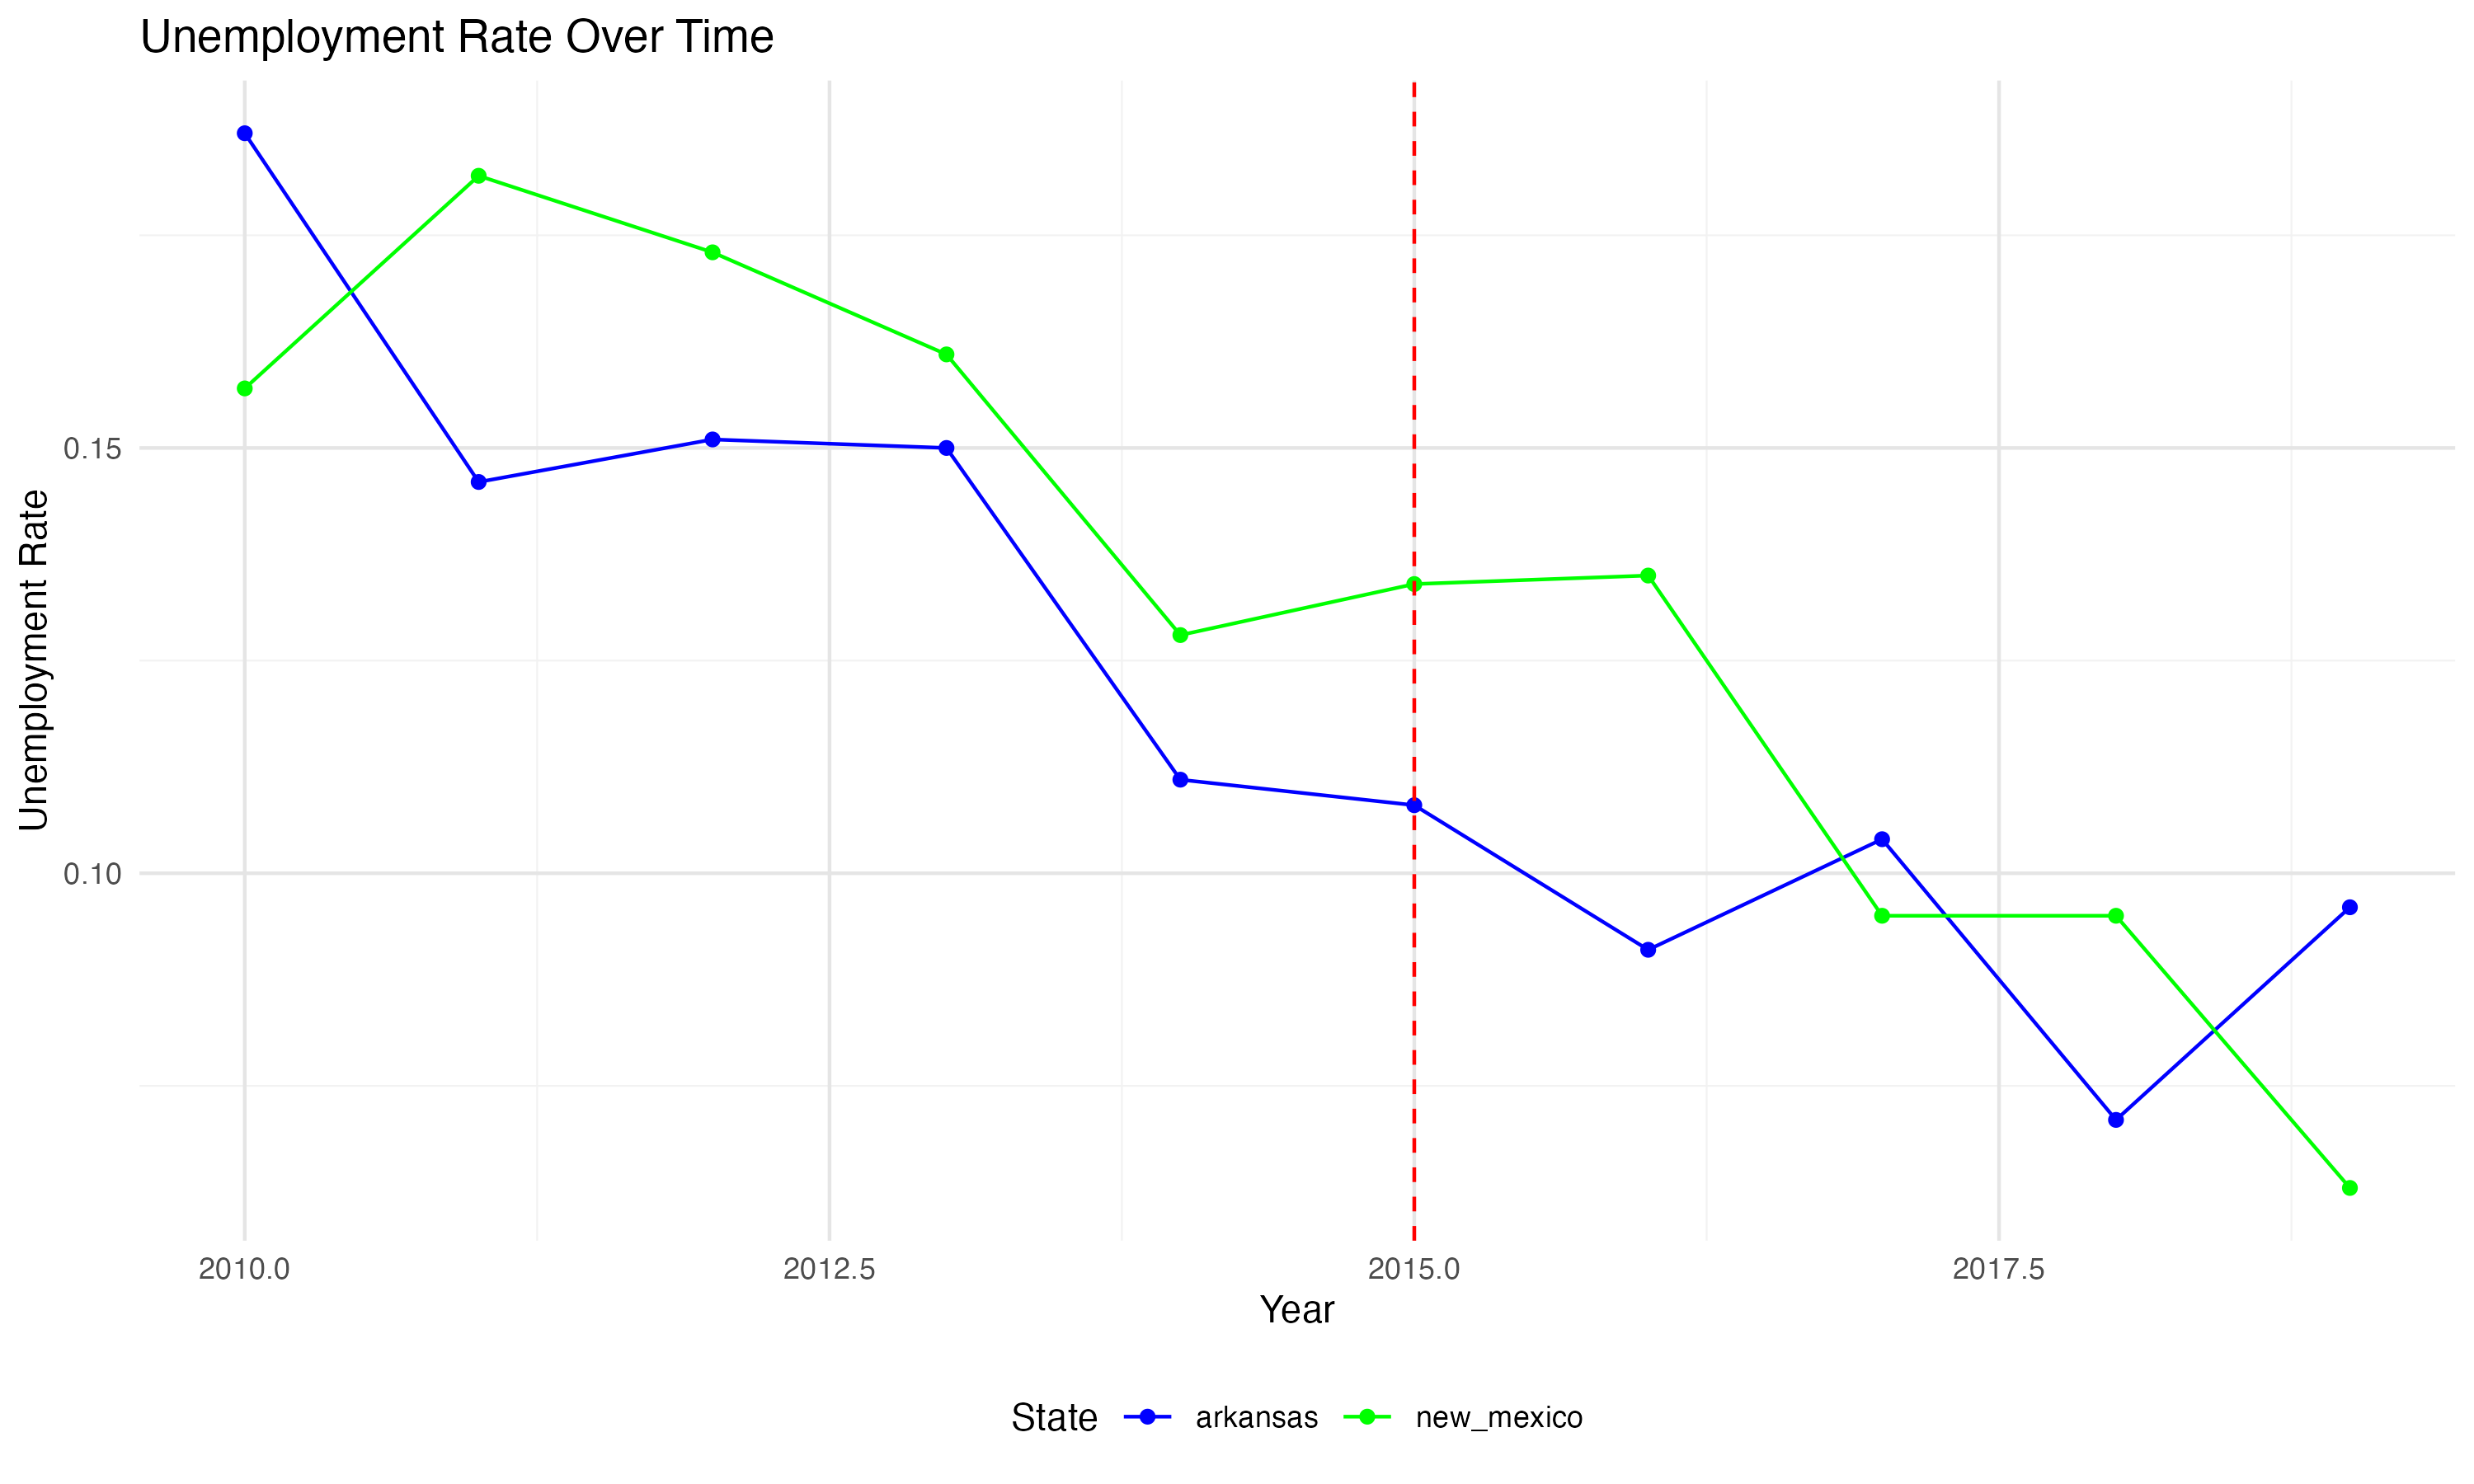 Unemployment Rate Over Time
Unemployment Rate
0.15
0.10
2010.0 2012.5 2015.0 2017.5
Year
State arkansas new_mexico